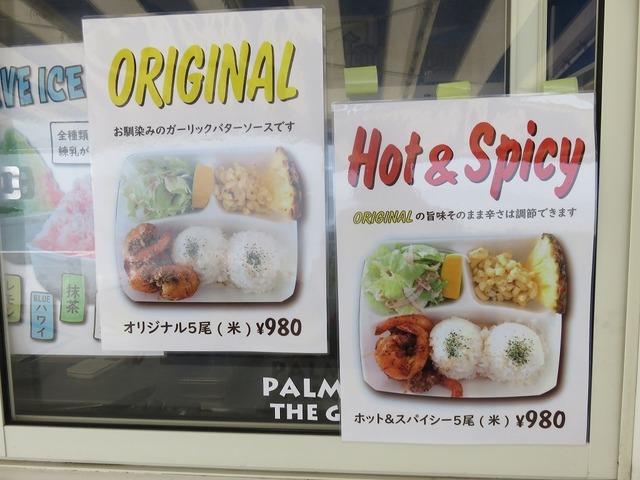 VE ICE
全種類
練乳が
レモン
BLUE
ハワイ
抹茶
ORIGINAL
お馴染みのガーリックバターソースです
オリジナル5尾(米)¥980
Hot & Spicy
ORIGINALの旨味そのまま辛さは調節できます
ホット&スパイシー5尾(米)¥980
PALM
THE G